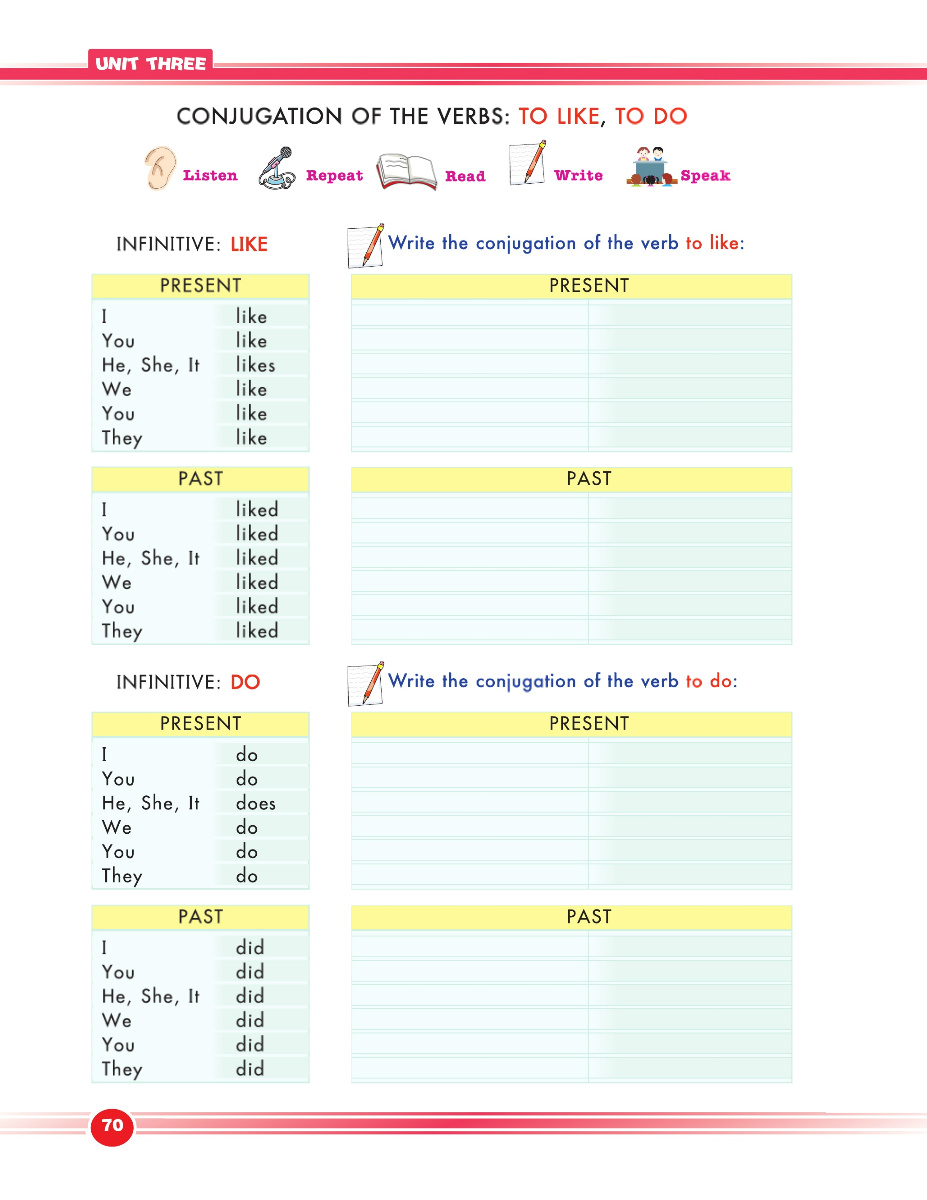 UNIT THREE
CONJUGATION OF THE VERBS: TO LIKE, TO DO
Listen Repeat Read Write Speak
INFINITIVE: LIKE
PRESENT
I like
You like
He, She, It likes
We like
You like
They like
PAST
I liked
You liked
He, She, It liked
We liked
You liked
They liked
Write the conjugation of the verb to like:
PRESENT
PAST
INFINITIVE: DO
PRESENT
I do
You do
He, She, It does
We do
You do
They do
PAST
I did
You did
He, She, It did
We did
You did
They did
Write the conjugation of the verb to do:
PRESENT
PAST
70